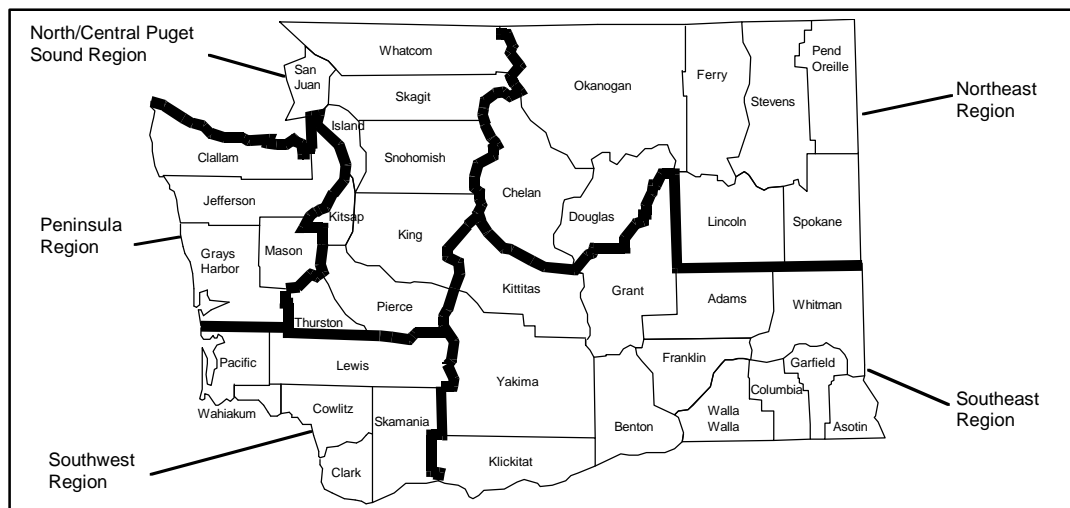 North/Central Puget
Sound Region
Whatcom
San
Juan
Skagit
Okanogan
Ferry
Pend
Oreille
Stevens
Northeast
Region
Island
Clallam
Snohomish
Chelan
Jefferson
Kitsap
Douglas
Lincoln
Spokane
Peninsula
Region
Grays
Harbor
Mason
King
Kittitas
Grant
Adams
Whitman
Pierce
Thurston
Pacific
Lewis
Yakima
Franklin
Garfield
Columbia
Wahiakum
Cowlitz
Skamania
Benton
Walla
Walla
Asotin
Southeast
Region
Southwest
Region
Clark
Klickitat